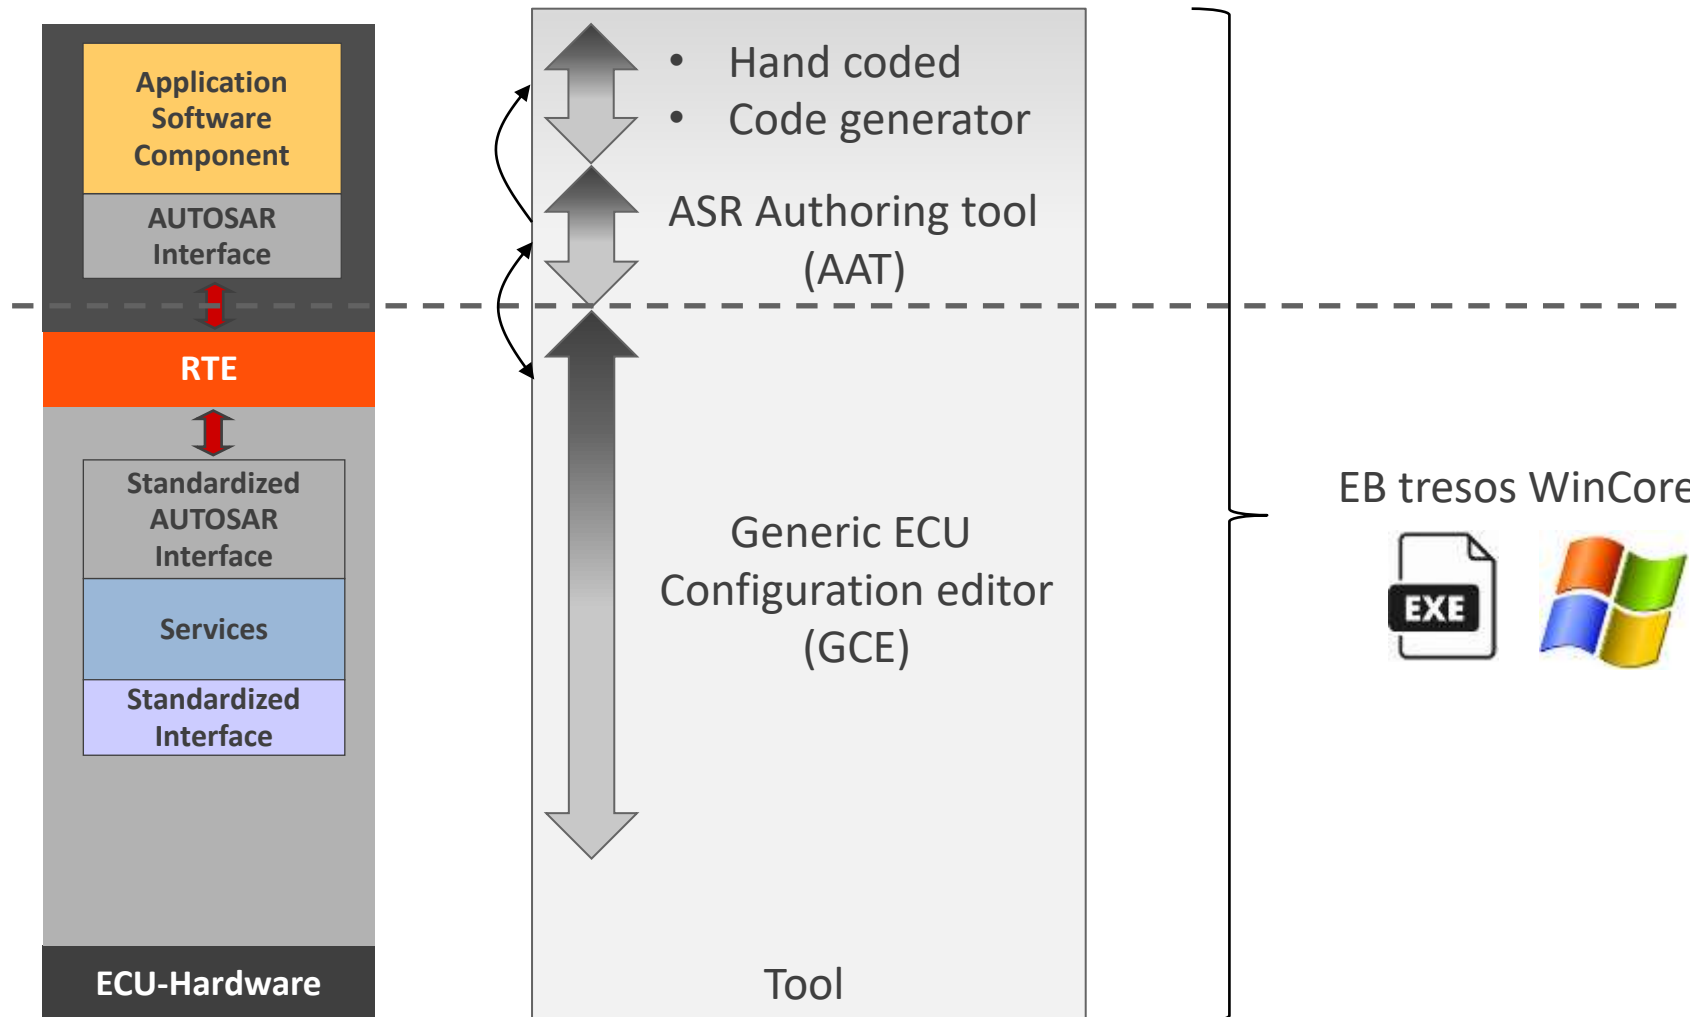 Application
Software
Component
AUTOSAR
Interface
RTE
Standardized
AUTOSAR
Interface
Services
Standardized
Interface
ECU-Hardware
• Hand coded
• Code generator
ASR Authoring tool
(AAT)
Generic ECU
Configuration editor
(GCE)
Tool
EB tresos WinCore
EXE